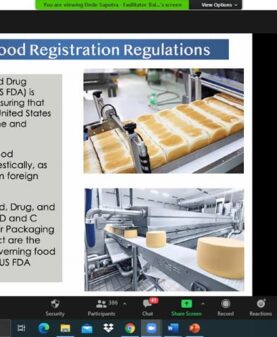 You are viewing Dede Saputra - Fasilitator Bal...'s screen
View Options
ood Registration Regulations
d Drug
S FDA) is
suring that
nited States
e and
od
estically, as
m foreign
d, Drug, and
D and C
r Packaging
ct are the
verning food
US FDA
Security
Participants
386
Chat
Share Screen
Record
Reactions